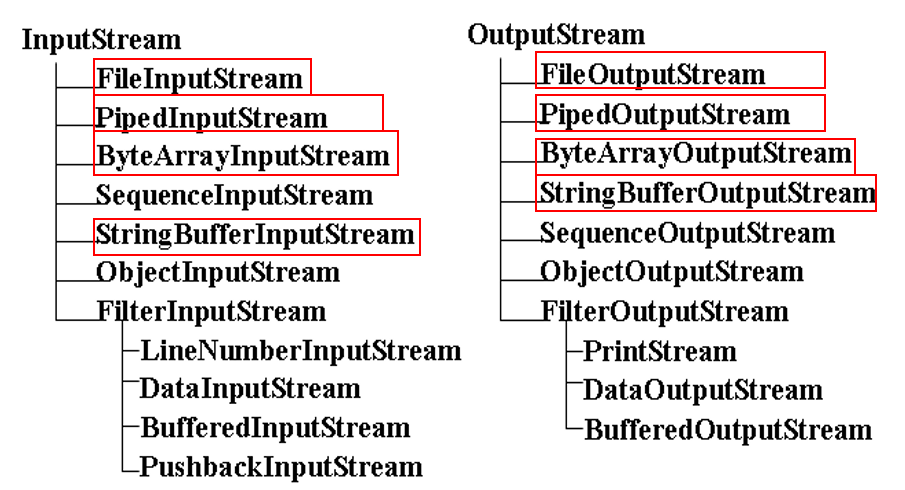 InputStream
FileInputStream
PipedInputStream
ByteArrayInputStream
SequenceInputStream
StringBufferInputStream
ObjectInputStream
FilterInputStream
LineNumberInputStream
DataInputStream
BufferedInputStream
PushbackInputStream
OutputStream
FileOutputStream
PipedOutputStream
ByteArrayOutputStream
StringBufferOutputStream
SequenceOutputStream
ObjectOutputStream
FilterOutputStream
PrintStream
DataOutputStream
BufferedOutputStream